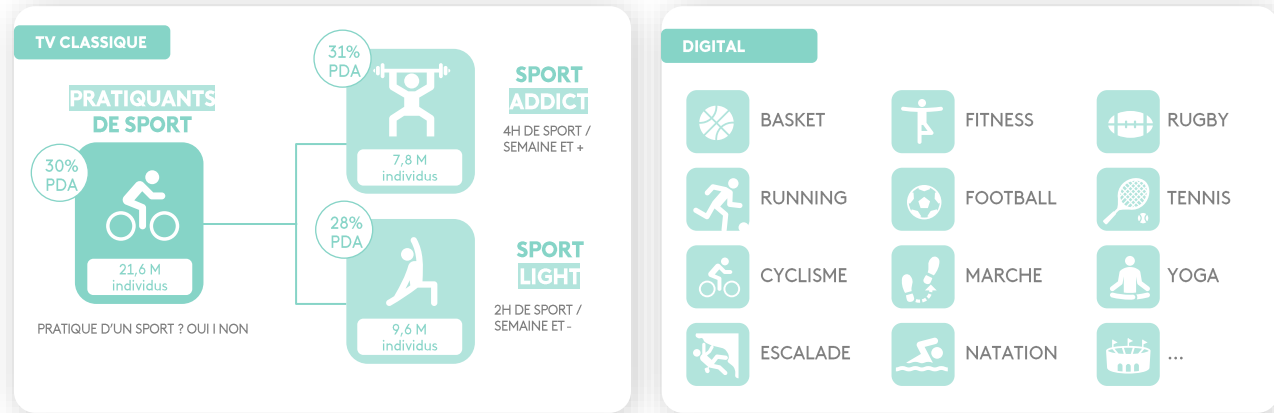 TV CLASSIQUE
PRATIQUANTS
DE SPORT
30%
PDA
21,6 M
individus
PRATIQUE D'UN SPORT ? OUI I NON
31%
PDA
7,8 M
individus
SPORT
ADDICT
4H DE SPORT /
SEMAINE ET +
28%
PDA
9,6 M
individus
SPORT
LIGHT
2H DE SPORT /
SEMAINE ET -
DIGITAL
BASKET
FITNESS
RUGBY
RUNNING
FOOTBALL
TENNIS
CYCLISME
MARCHE
YOGA
ESCALADE
NATATION
...